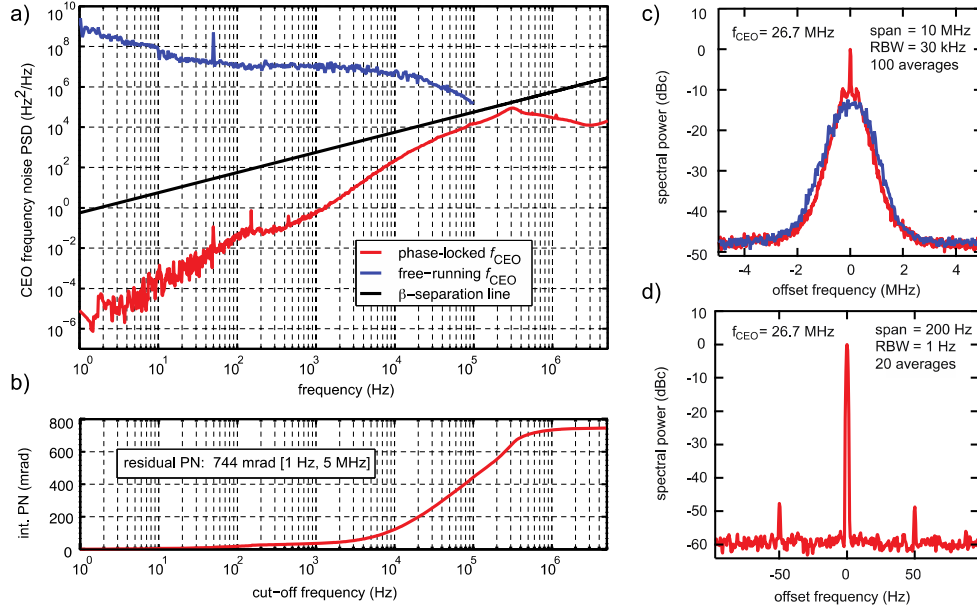 a)
10^10
10^8
10^6
10^4
10^2
10^0
10^-2
10^-4
10^-6
CEO frequency noise PSD (Hz^2/Hz)
phase-locked f_CEO
free-running f_CEO
β-separation line
10^0 10^1 10^2 10^3 10^4 10^5 10^6
frequency (Hz)
b)
800
600
400
200
0
int. PN (mrad)
residual PN: 744 mrad [1 Hz, 5 MHz]
10^0 10^1 10^2 10^3 10^4 10^5 10^6
cut-off frequency (Hz)
c)
f_CEO = 26.7 MHz
span = 10 MHz
RBW = 30 kHz
100 averages
0
-10
-20
-30
-40
-50
spectral power (dBc)
-4 -2 0 2 4
offset frequency (MHz)
d)
f_CEO = 26.7 MHz
span = 200 Hz
RBW = 1 Hz
20 averages
0
-10
-20
-30
-40
-50
-60
spectral power (dBc)
-50 0 50
offset frequency (Hz)